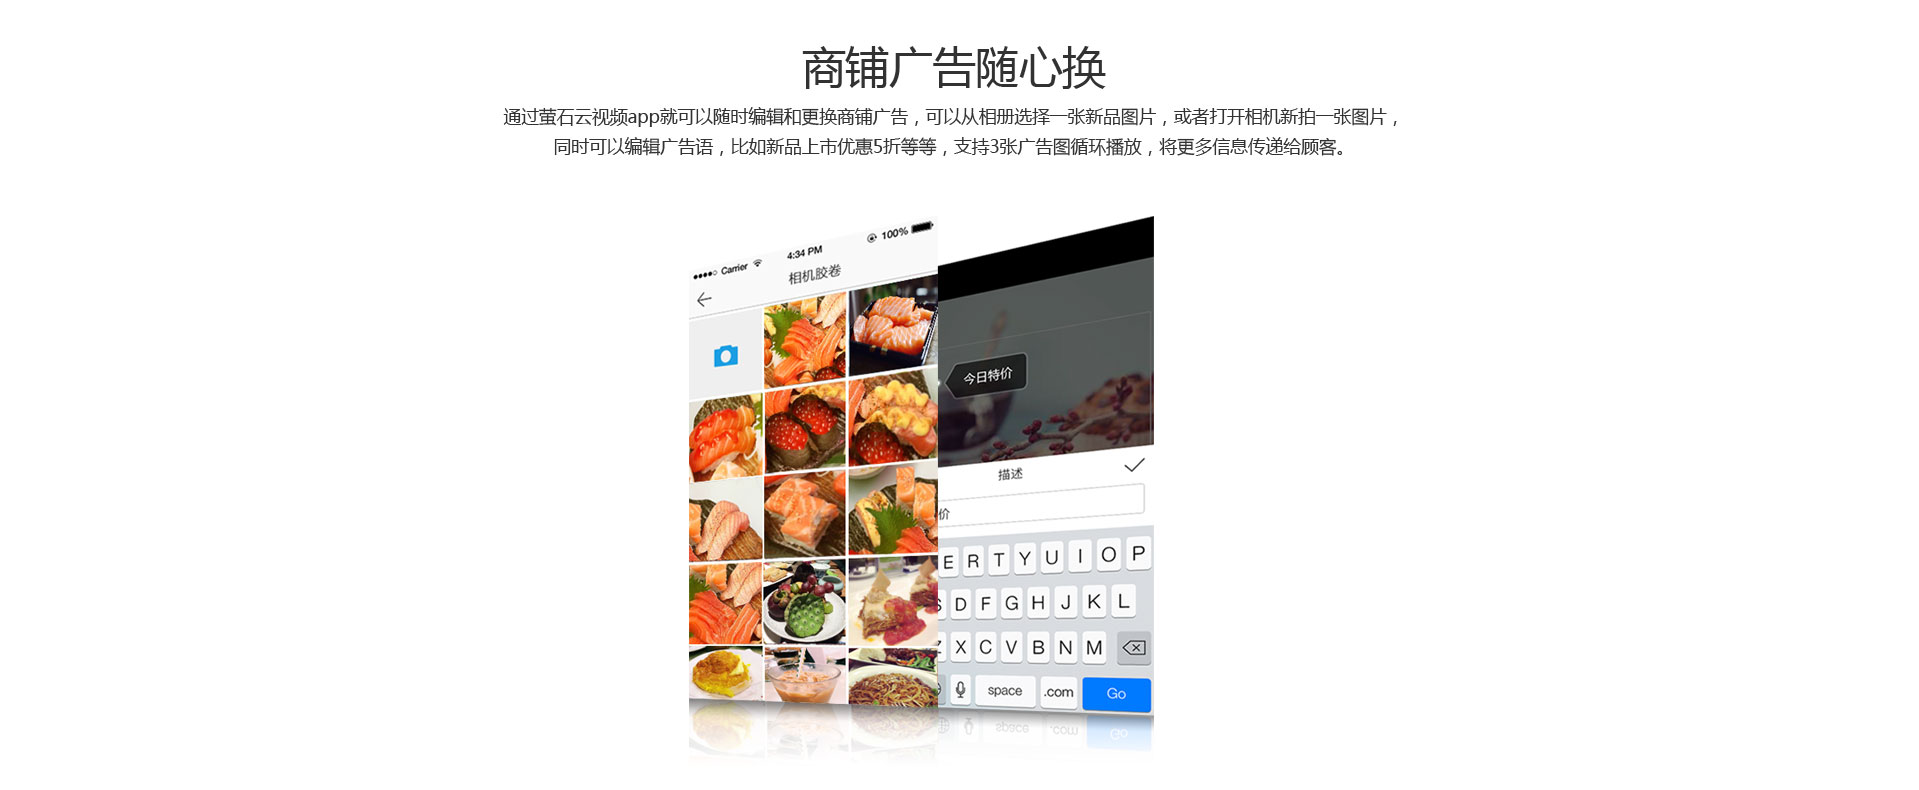 商铺广告随心换
通过萤石云视频app就可以随时编辑和更换商铺广告，可以从相册选择一张新品图片，或者打开相机新拍一张图片，
同时可以编辑广告语，比如新品上市优惠5折等等，支持3张广告图循环播放，将更多信息传递给顾客。
Carrier 4:34 PM 100%
相机胶卷
今日特价
描述
价
E R T Y U I O P
S D F G H J K L
Z X C V B N M
space .com Go